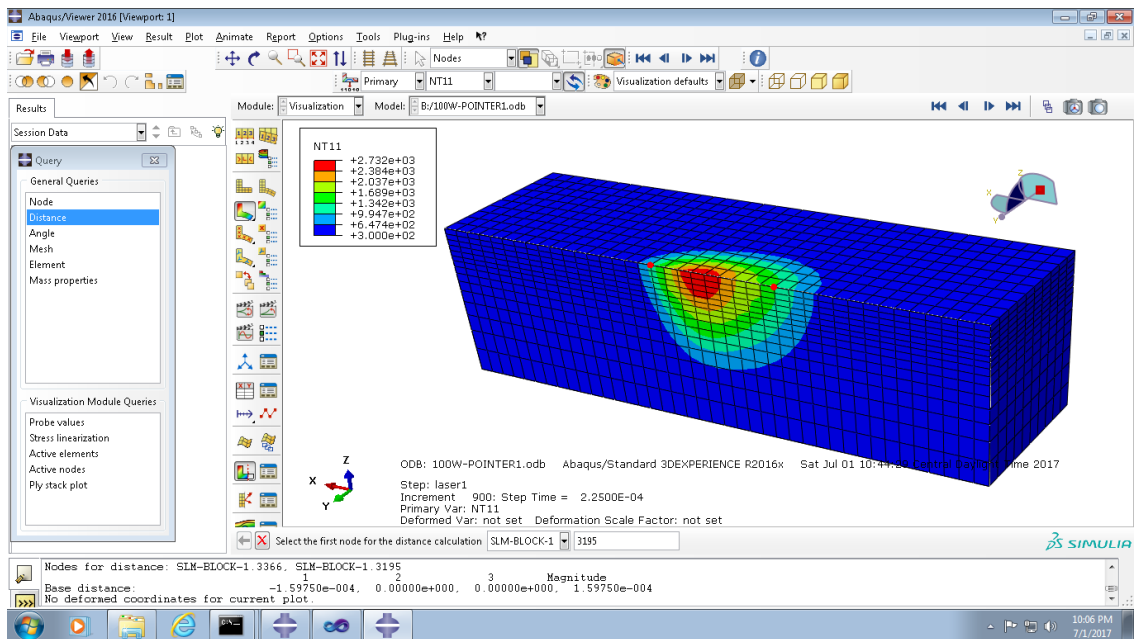 Abaqus/Viewer 2016 [Viewport: 1]
File Viewport View Result Plot Animate Report Options Tools Plug-ins Help
Nodes
Primary NT11 Visualization defaults
Results Module: Visualization Model: B:/100W-POINTER1.odb
Session Data
Query
General Queries
Node
Distance
Angle
Mesh
Element
Mass properties
Visualization Module Queries
Probe values
Stress linearization
Active elements
Active nodes
Ply stack plot
NT11
+2.732e+03
+2.384e+03
+2.037e+03
+1.689e+03
+1.342e+03
+9.947e+02
+6.474e+02
+3.000e+02
X
Z
Y
Z
X
Y
ODB: 100W-POINTER1.odb Abaqus/Standard 3DEXPERIENCE R2016x Sat Jul 01 Time 2017
Step: laser1
Increment 900: Step Time = 2.2500E-04
Primary Var: NT11
Deformed Var: not set Deformation Scale Factor: not set
Select the first node for the distance calculation SLM-BLOCK-1 3195
SIMULIA
Nodes for distance: SLM-BLOCK-1.3366, SLM-BLOCK-1.3195
1 2 3 Magnitude
Base distance: -1.59750e-004, 0.00000e+000, 0.00000e+000, 1.59750e-004
No deformed coordinates for current plot.
10:06 PM
7/1/2017